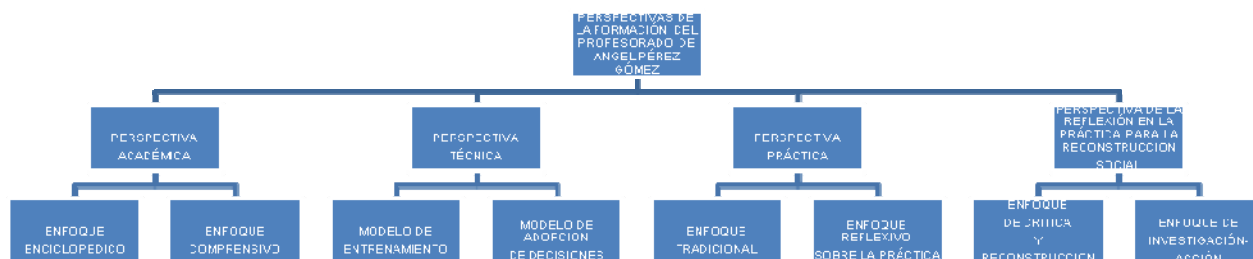 PERSPECTIVAS DE
LA FORMACIÓN DEL
PROFESORADO DE
ANGEL PÉREZ
GÓMEZ
PERSPECTIVA
ACADÉMICA
PERSPECTIVA
TÉCNICA
PERSPECTIVA
PRÁCTICA
PERSPECTIVA DE LA
REFLEXIÓN EN LA
PRÁCTICA PARA LA
RECONSTRUCCION
SOCIAL
ENFOQUE
ENCICLOPEDICO
ENFOQUE
COMPRENSIVO
MODELO DE
ENTRENAMIENTO
MODELO DE
ADOPCION
DE DECISIONES
ENFOQUE
TRADICIONAL
ENFOQUE
REFLEXIVO
SOBRE LA PRÁCTICA
ENFOQUE
DE CRÍTICA
Y
RECONSTRUCCION
ENFOQUE DE
INVESTIGACIÓN-
ACCIÓN